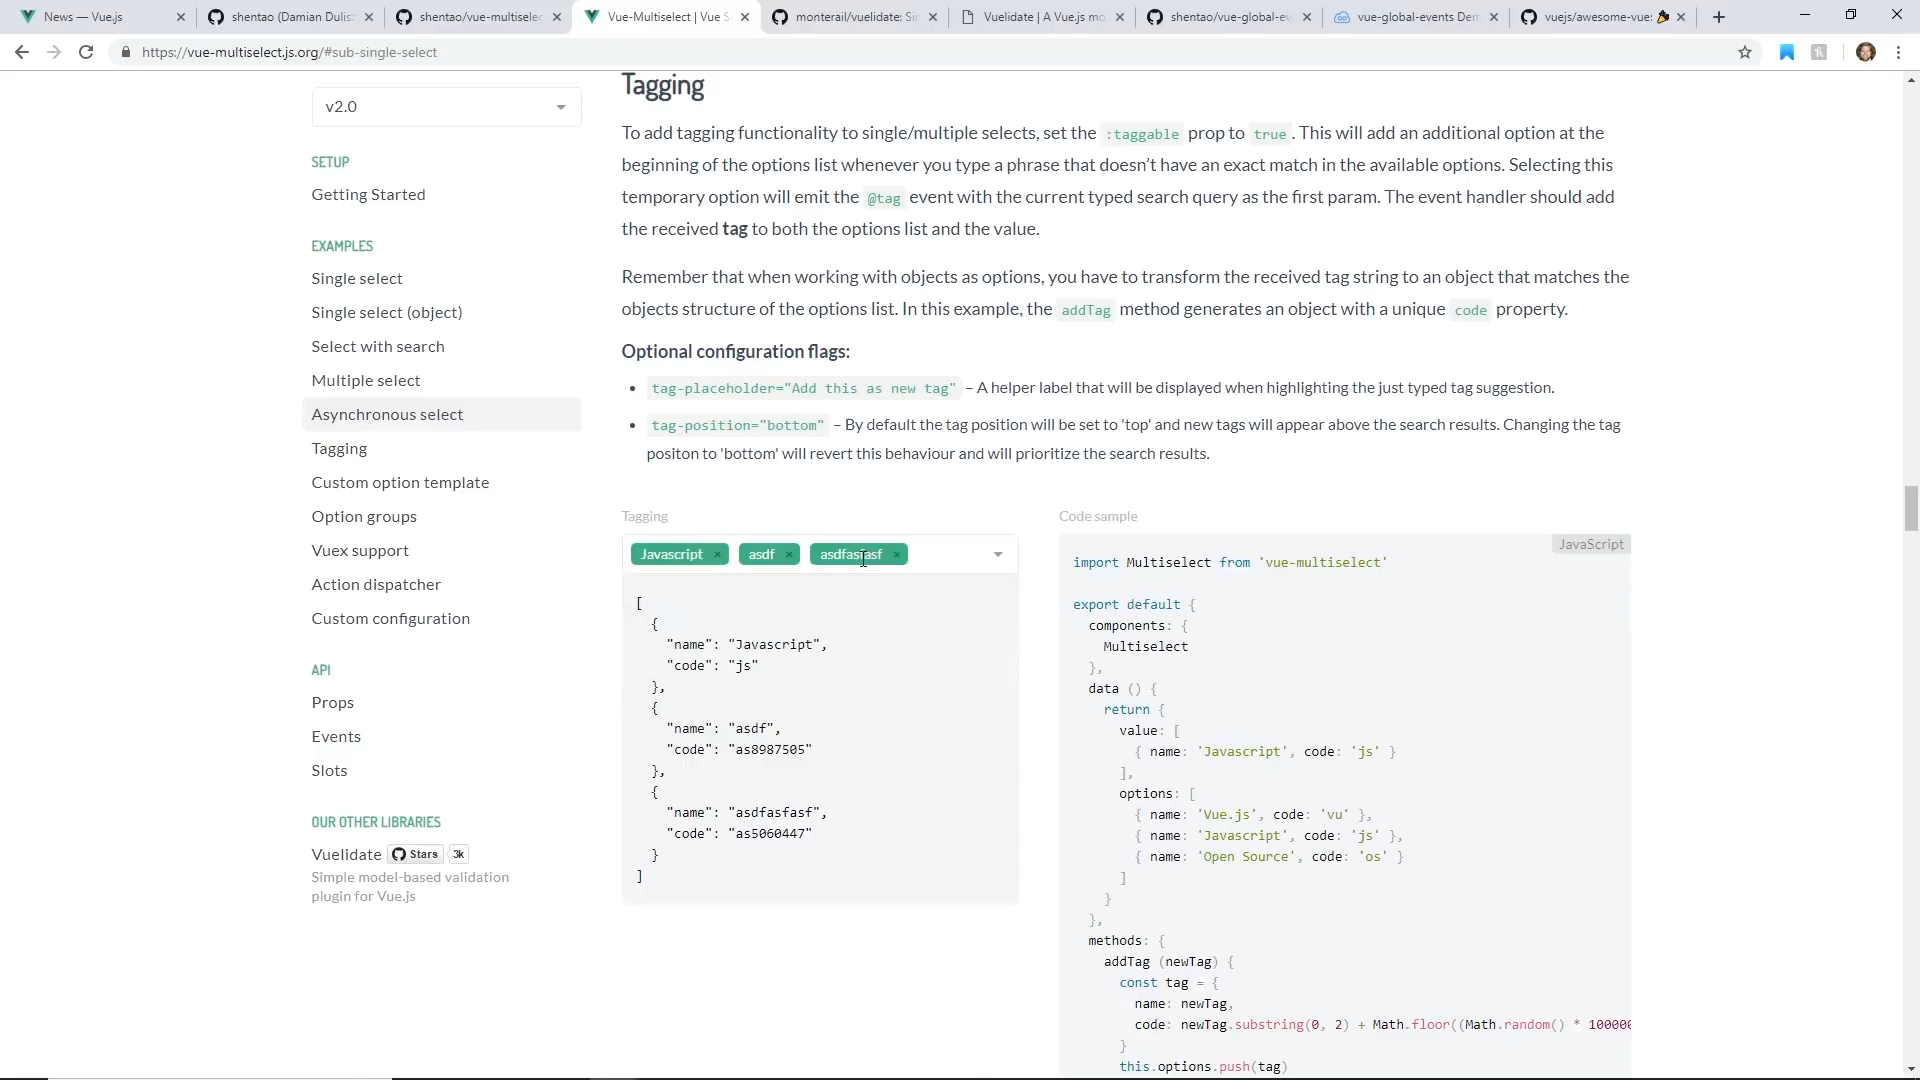 News — Vue.js
shentao (Damian Dulisz
shentao/vue-multiselec
Vue-Multiselect | Vue S
monterail/vuelidate: Sim
Vuelidate | A Vue.js mo
shentao/vue-global-ev
vue-global-events Dem
vuejs/awesome-vue: 🎉
https://vue-multiselect.js.org/#sub-single-select
v2.0
SETUP
Getting Started
EXAMPLES
Single select
Single select (object)
Select with search
Multiple select
Asynchronous select
Tagging
Custom option template
Option groups
Vuex support
Action dispatcher
Custom configuration
API
Props
Events
Slots
OUR OTHER LIBRARIES
Vuelidate Stars 3k
Simple model-based validation
plugin for Vue.js
Tagging
To add tagging functionality to single/multiple selects, set the :taggable prop to true. This will add an additional option at the
beginning of the options list whenever you type a phrase that doesn’t have an exact match in the available options. Selecting this
temporary option will emit the @tag event with the current typed search query as the first param. The event handler should add
the received tag to both the options list and the value.
Remember that when working with objects as options, you have to transform the received tag string to an object that matches the
objects structure of the options list. In this example, the addTag method generates an object with a unique code property.
Optional configuration flags:
• tag-placeholder="Add this as new tag" – A helper label that will be displayed when highlighting the just typed tag suggestion.
• tag-position="bottom" – By default the tag position will be set to 'top' and new tags will appear above the search results. Changing the tag
positon to 'bottom' will revert this behaviour and will prioritize the search results.
Tagging
Javascript × asdf × asdfasfasf ×
[
{
"name": "Javascript",
"code": "js"
},
{
"name": "asdf",
"code": "as8987505"
},
{
"name": "asdfasfasf",
"code": "as5060447"
}
]
Code sample
JavaScript
import Multiselect from 'vue-multiselect'
export default {
components: {
Multiselect
},
data () {
return {
value: [
{ name: 'Javascript', code: 'js' }
],
options: [
{ name: 'Vue.js', code: 'vu' },
{ name: 'Javascript', code: 'js' },
{ name: 'Open Source', code: 'os' }
]
}
},
methods: {
addTag (newTag) {
const tag = {
name: newTag,
code: newTag.substring(0, 2) + Math.floor((Math.random() * 100000
}
this.options.push(tag)